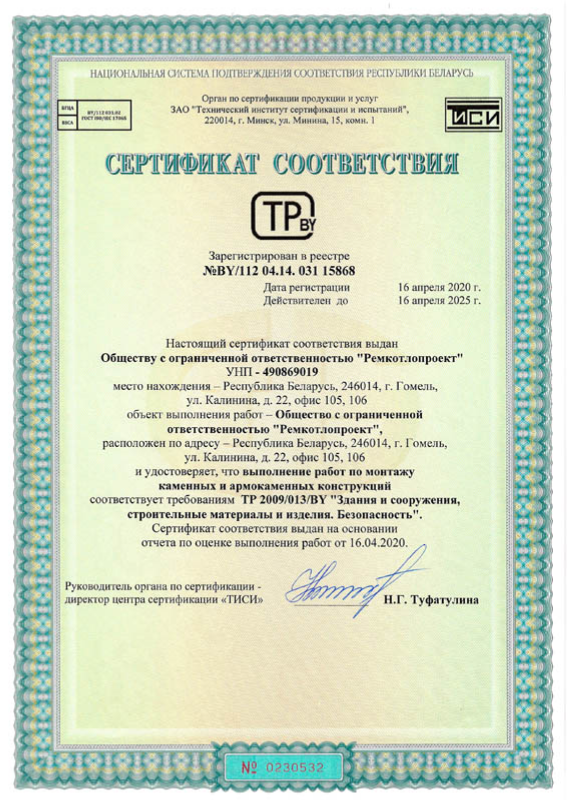 НАЦИОНАЛЬНАЯ СИСТЕМА ПОДТВЕРЖДЕНИЯ СООТВЕТСТВИЯ РЕСПУБЛИКИ БЕЛАРУСЬ
Орган по сертификации продукции и услуг
ЗАО "Технический институт сертификации и испытаний",
220014, г. Минск, ул. Минина, 15, комн. 1
ТИСИ
СЕРТИФИКАТ СООТВЕТСТВИЯ
ТР BY
Зарегистрирован в реестре
№BY/112 04.14. 031 15868
Дата регистрации 16 апреля 2020 г.
Действителен до 16 апреля 2025 г.
Настоящий сертификат соответствия выдан
Обществу с ограниченной ответственностью "Ремкотлопроект"
УНП - 490869019
место нахождения – Республика Беларусь, 246014, г. Гомель,
ул. Калинина, д. 22, офис 105, 106
объект выполнения работ – Общество с ограниченной
ответственностью "Ремкотлопроект",
расположен по адресу – Республика Беларусь, 246014, г. Гомель,
ул. Калинина, д. 22, офис 105, 106
и удостоверяет, что выполнение работ по монтажу
каменных и армокаменных конструкций
соответствует требованиям ТР 2009/013/BY "Здания и сооружения,
строительные материалы и изделия. Безопасность".
Сертификат соответствия выдан на основании
отчета по оценке выполнения работ от 16.04.2020.
Руководитель органа по сертификации -
директор центра сертификации «ТИСИ» Н.Г. Туфатулина
№ 0230532